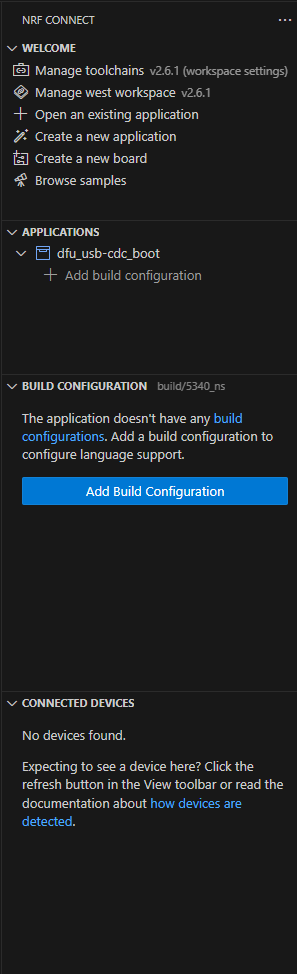 NRF CONNECT
WELCOME
Manage toolchains v2.6.1 (workspace settings)
Manage west workspace v2.6.1
Open an existing application
Create a new application
Create a new board
Browse samples
APPLICATIONS
dfu_usb-cdc_boot
Add build configuration
BUILD CONFIGURATION build/5340_ns
The application doesn't have any build
configurations. Add a build configuration to
configure language support.
Add Build Configuration
CONNECTED DEVICES
No devices found.
Expecting to see a device here? Click the
refresh button in the View toolbar or read the
documentation about how devices are
detected.